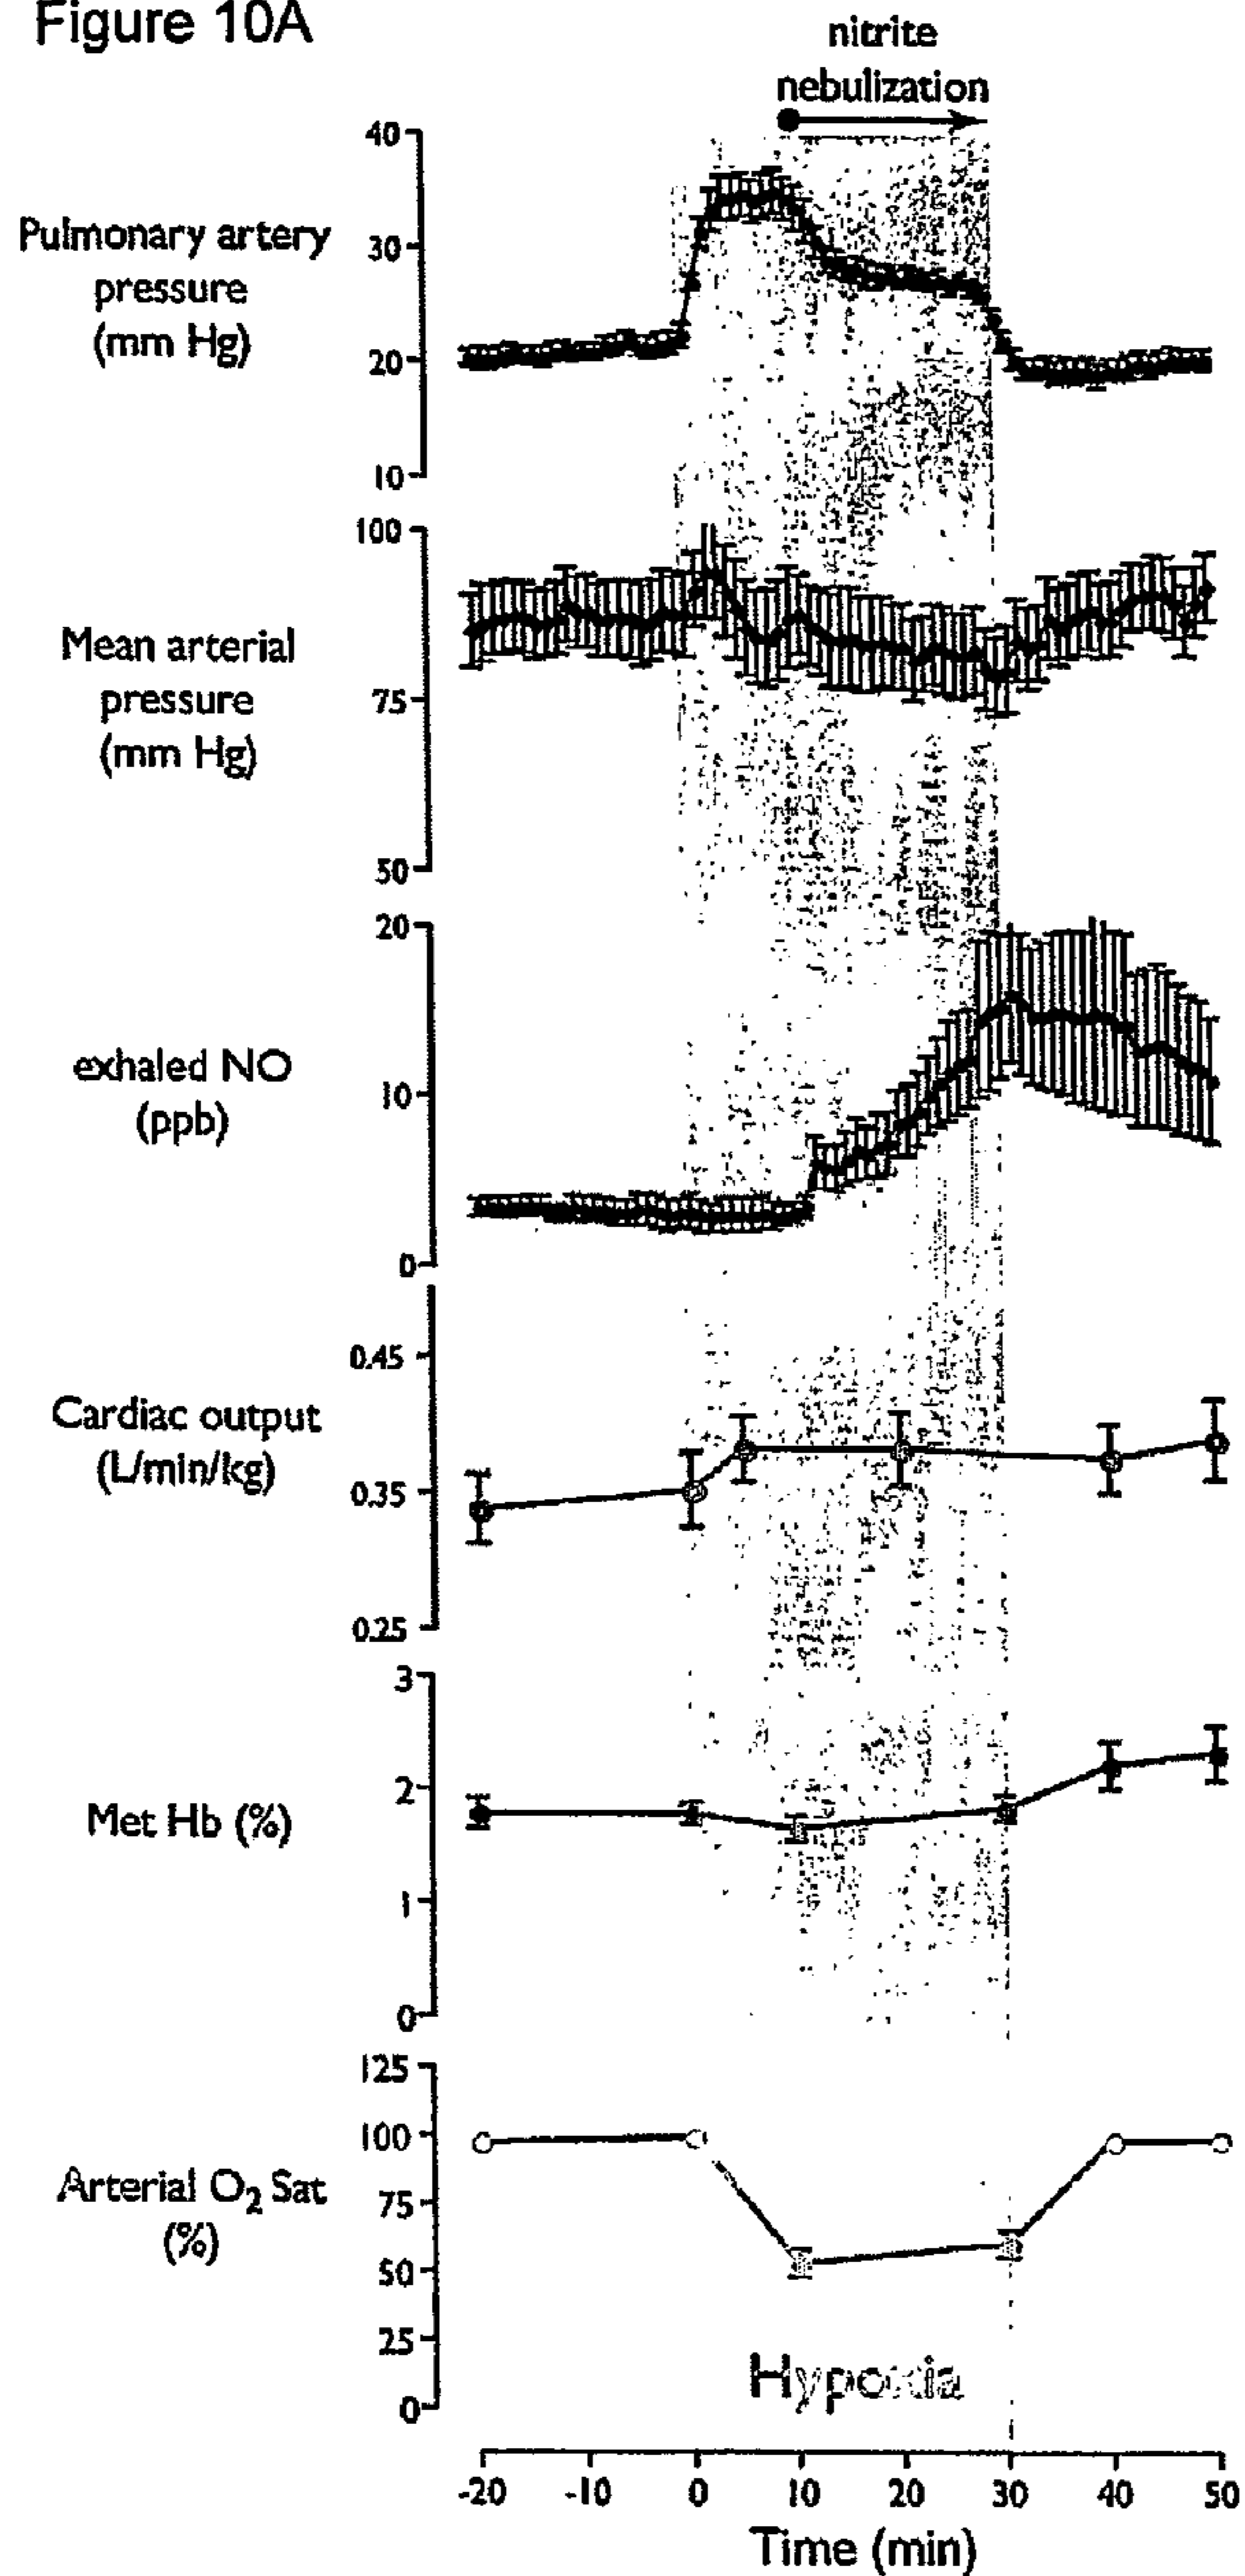 Figure 10A
nitrite
nebulization
40
30
20
10
Pulmonary artery
pressure
(mm Hg)
100
75
50
Mean arterial
pressure
(mm Hg)
20
10
0
exhaled NO
(ppb)
0.45
0.35
0.25
Cardiac output
(L/min/kg)
3
2
1
0
Met Hb (%)
125
100
75
50
25
0
Arterial O₂ Sat
(%)
Hypoxia
-20 -10 0 10 20 30 40 50
Time (min)